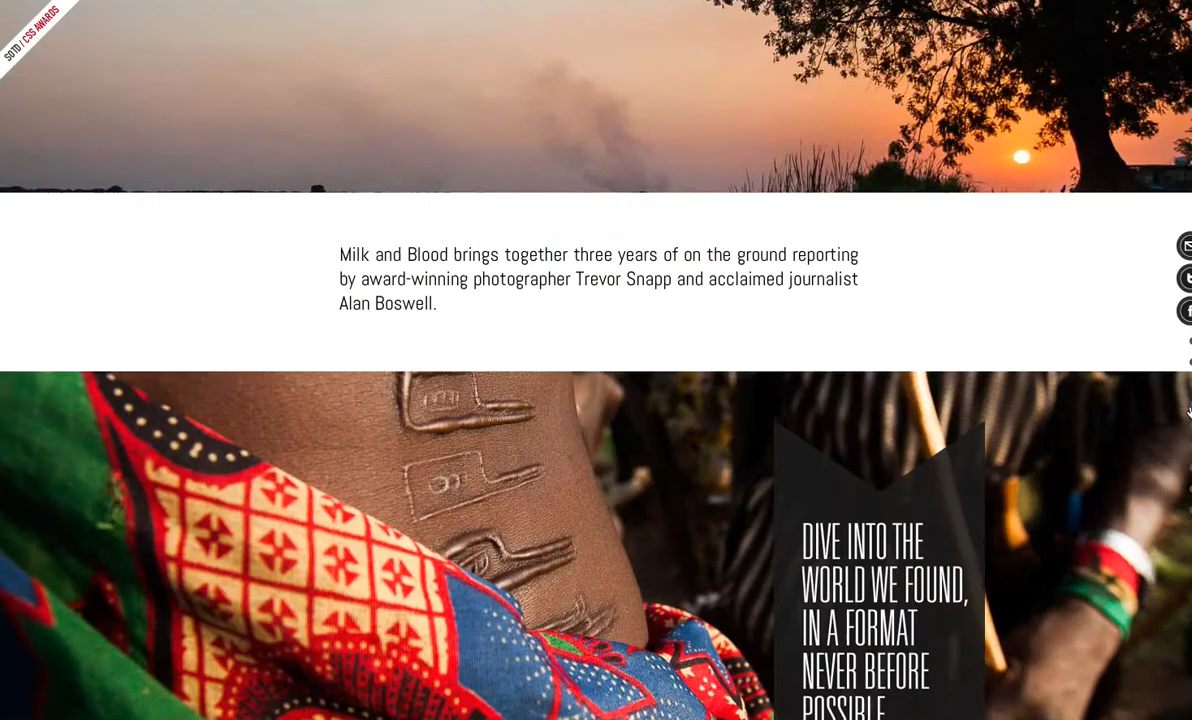 SOTD / CSS AWARDS
Milk and Blood brings together three years of on the ground reporting
by award-winning photographer Trevor Snapp and acclaimed journalist
Alan Boswell.
DIVE INTO THE
WORLD WE FOUND,
IN A FORMAT
NEVER BEFORE
POSSIBLE